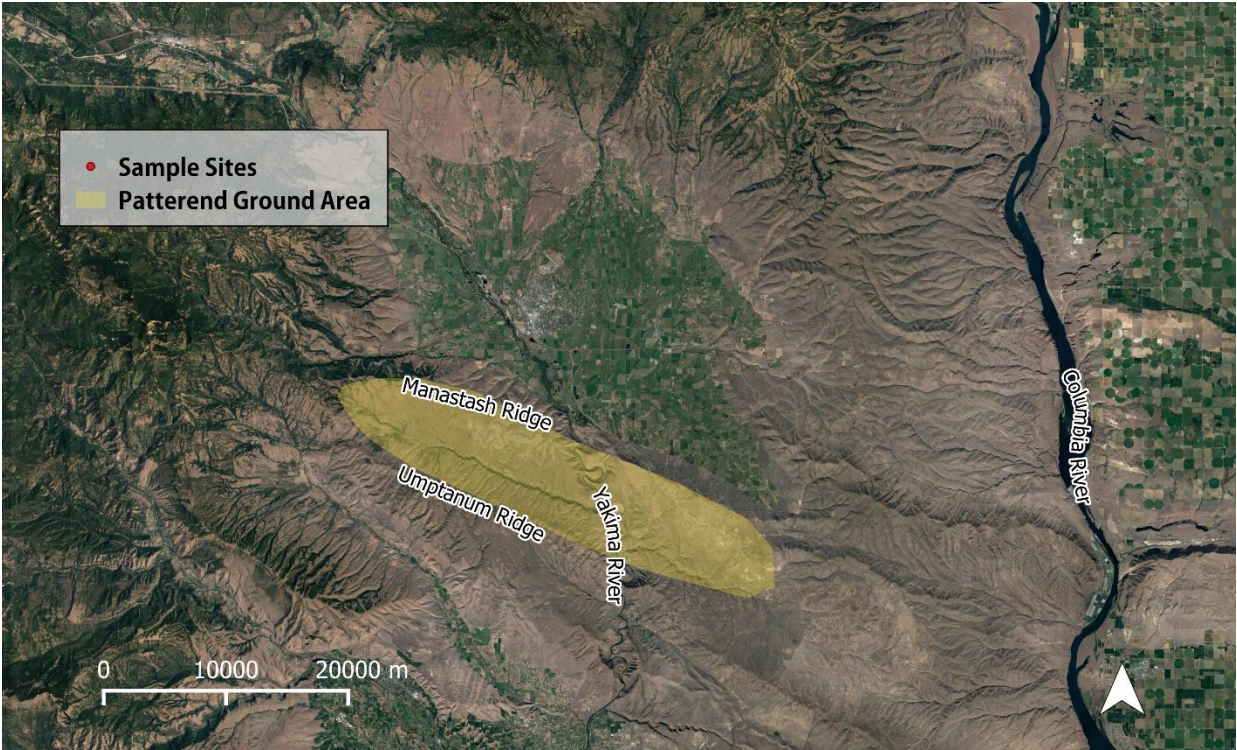 Sample Sites
Patterend Ground Area
Manastash Ridge
Umptanum Ridge
Yakima River
Columbia River
0 10000 20000 m